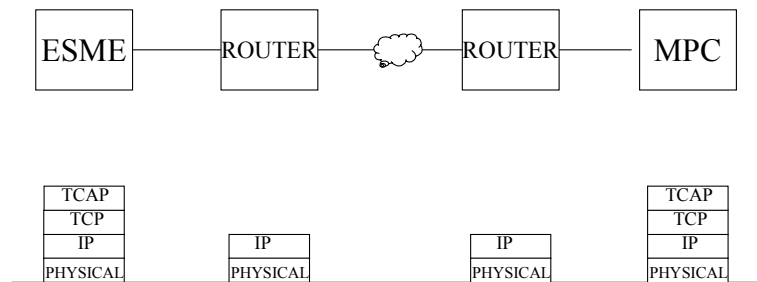 ESME ROUTER ROUTER MPC
TCAP TCAP
TCP TCP
IP IP IP IP
PHYSICAL PHYSICAL PHYSICAL PHYSICAL